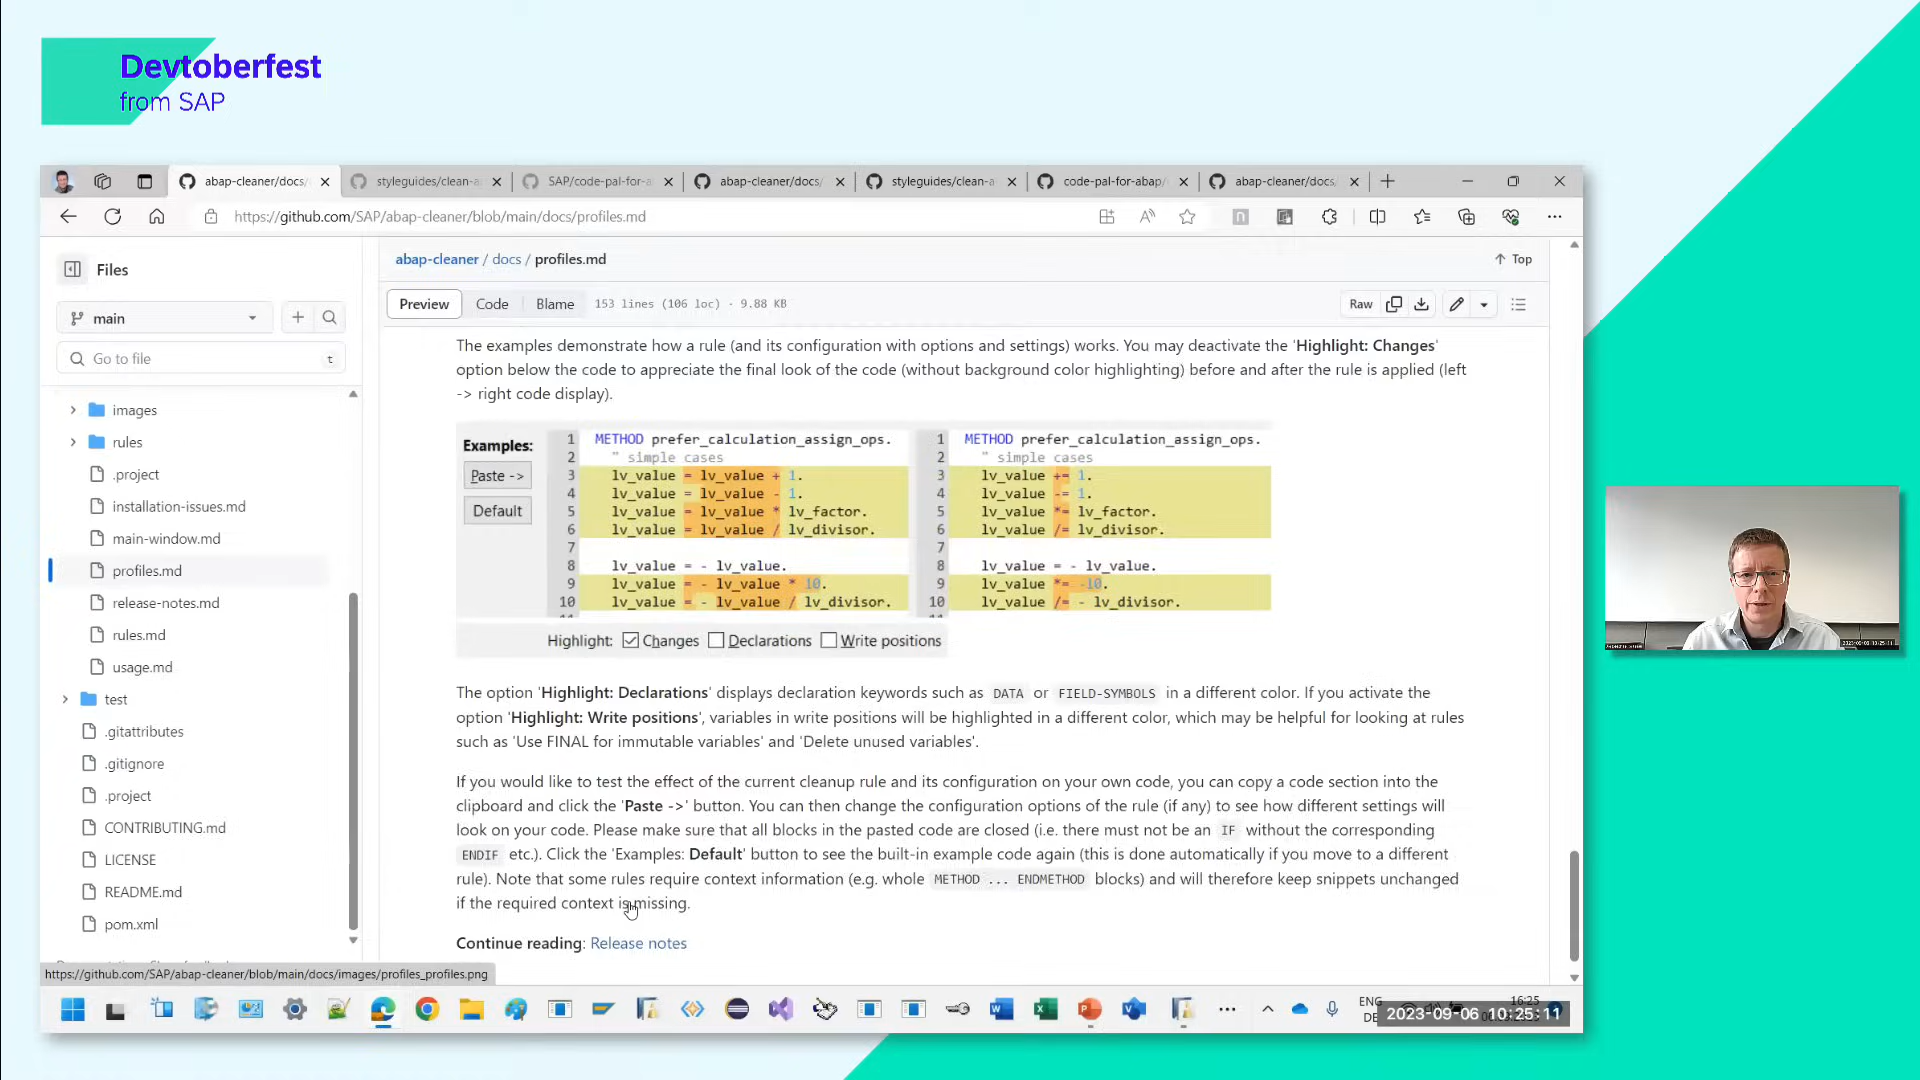 Devtoberfest
from SAP
abap-cleaner/docs/
styleguides/clean-a
SAP/code-pal-for-a
abap-cleaner/docs/
styleguides/clean-a
code-pal-for-abap/
abap-cleaner/docs/
https://github.com/SAP/abap-cleaner/blob/main/docs/profiles.md
Files
abap-cleaner / docs / profiles.md
Top
main
Preview
Code
Blame
153 lines (106 loc) · 9.88 KB
Raw
Go to file
t
images
rules
.project
installation-issues.md
main-window.md
profiles.md
release-notes.md
rules.md
usage.md
test
.gitattributes
.gitignore
.project
CONTRIBUTING.md
LICENSE
README.md
pom.xml
The examples demonstrate how a rule (and its configuration with options and settings) works. You may deactivate the 'Highlight: Changes'
option below the code to appreciate the final look of the code (without background color highlighting) before and after the rule is applied (left
-> right code display).
Examples:
Paste ->
Default
1 METHOD prefer_calculation_assign_ops.
2 " simple cases
3 lv_value = lv_value + 1.
4 lv_value = lv_value - 1.
5 lv_value = lv_value * lv_factor.
6 lv_value = lv_value / lv_divisor.
7
8 lv_value = - lv_value.
9 lv_value = - lv_value * 10.
10 lv_value = - lv_value / lv_divisor.
1 METHOD prefer_calculation_assign_ops.
2 " simple cases
3 lv_value += 1.
4 lv_value -= 1.
5 lv_value *= lv_factor.
6 lv_value /= lv_divisor.
7
8 lv_value = - lv_value.
9 lv_value *= -10.
10 lv_value /= - lv_divisor.
Highlight: Changes Declarations Write positions
The option 'Highlight: Declarations' displays declaration keywords such as DATA or FIELD-SYMBOLS in a different color. If you activate the
option 'Highlight: Write positions', variables in write positions will be highlighted in a different color, which may be helpful for looking at rules
such as 'Use FINAL for immutable variables' and 'Delete unused variables'.
If you would like to test the effect of the current cleanup rule and its configuration on your own code, you can copy a code section into the
clipboard and click the 'Paste ->' button. You can then change the configuration options of the rule (if any) to see how different settings will
look on your code. Please make sure that all blocks in the pasted code are closed (i.e. there must not be an IF without the corresponding
ENDIF etc.). Click the 'Examples: Default' button to see the built-in example code again (this is done automatically if you move to a different
rule). Note that some rules require context information (e.g. whole METHOD ... ENDMETHOD blocks) and will therefore keep snippets unchanged
if the required context is missing.
Continue reading: Release notes
https://github.com/SAP/abap-cleaner/blob/main/docs/images/profiles_profiles.png
ENG
DE
16:25
2023-09-06 10:25:11